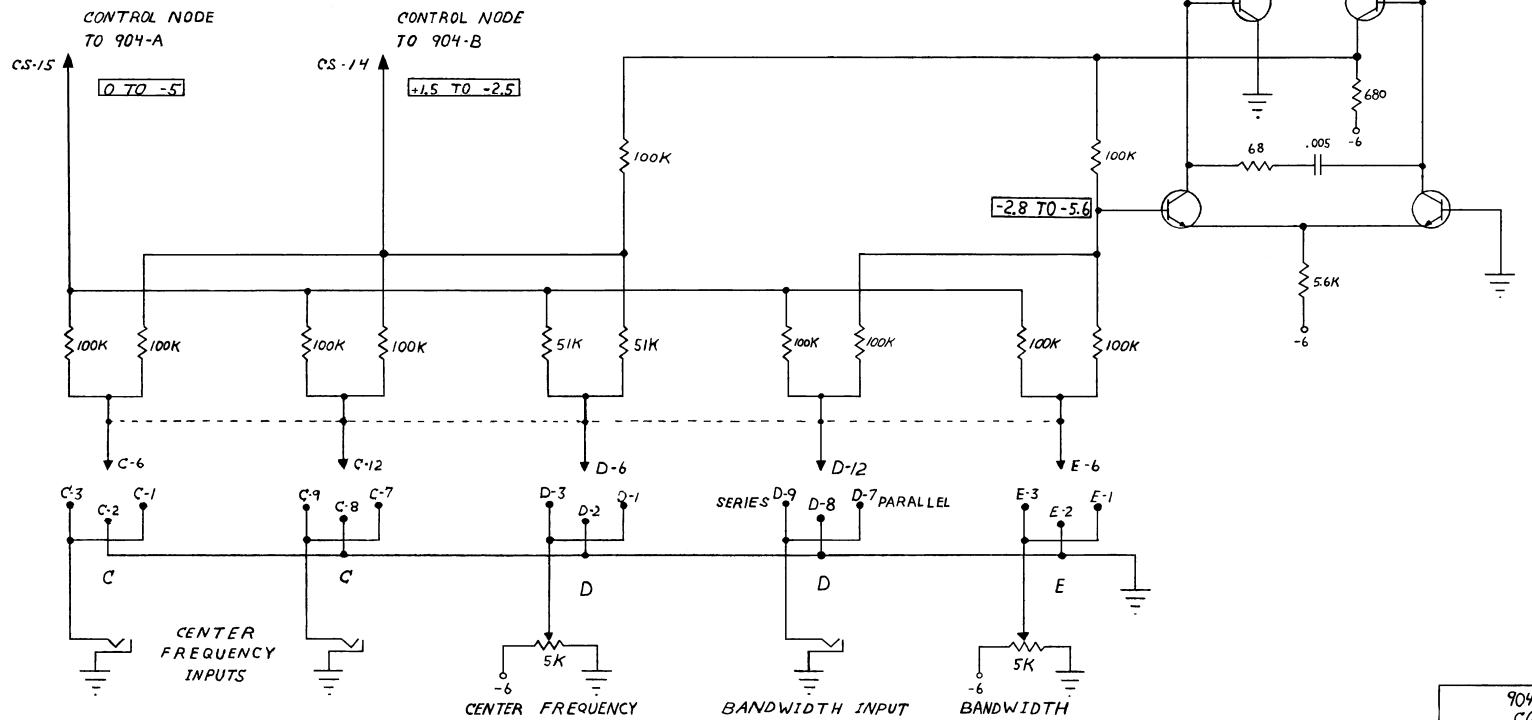 CONTROL NODE
TO 904-A
CONTROL NODE
TO 904-B
CS-15
CS-14
0 TO -5
+1.5 TO -2.5
680
-6
68
.005
100K
100K
-2.8 TO -5.6
5.6K
-6
100K
100K
100K
100K
51K
51K
100K
100K
100K
100K
C-6
C-12
D-6
D-12
E-6
C-3
C-2
C-1
C-9
C-8
C-7
D-3
D-2
D-1
SERIES
D-9
D-8
D-7
PARALLEL
E-3
E-2
E-1
C
C
D
D
E
CENTER
FREQUENCY
INPUTS
5K
-6
5K
-6
CENTER FREQUENCY
BANDWIDTH INPUT
BANDWIDTH
904